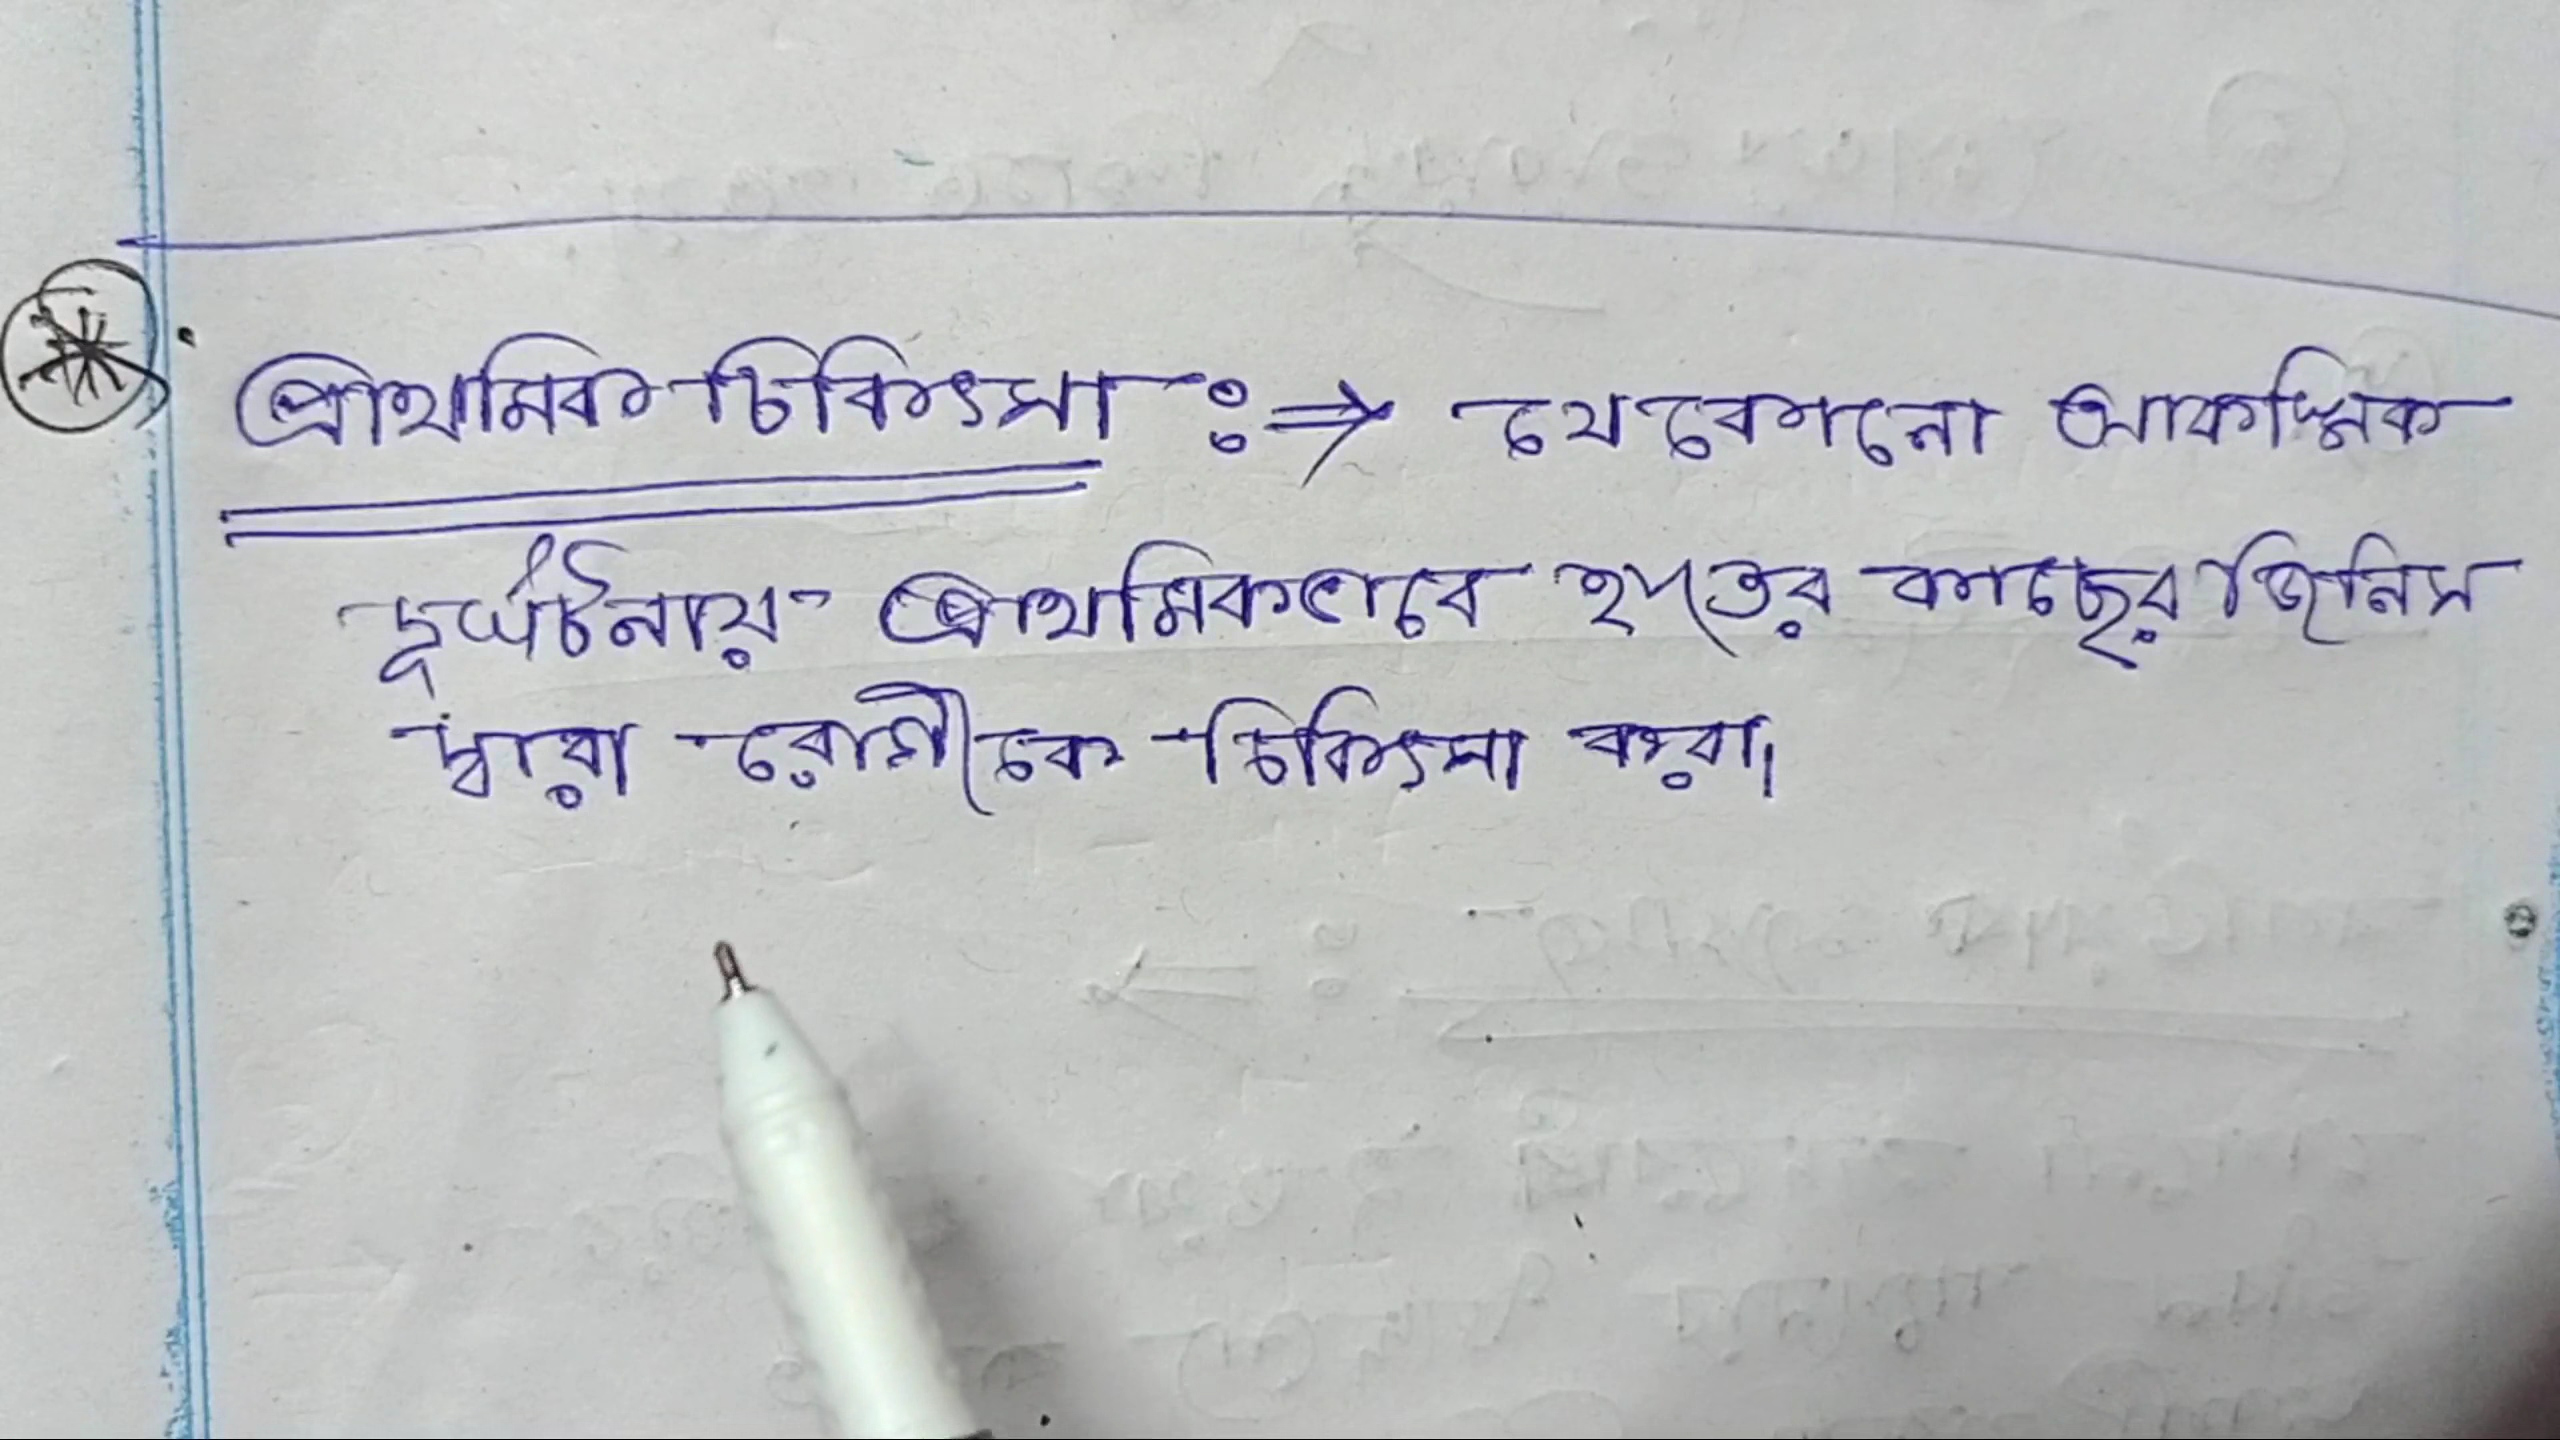 প্রাথমিক চিকিৎসা :⇒ যেকোনো আকস্মিক
দূর্ঘটনায় প্রাথমিকভাবে হাতের কাছের জিনিস
দ্বারা রোগীকে চিকিৎসা করা।